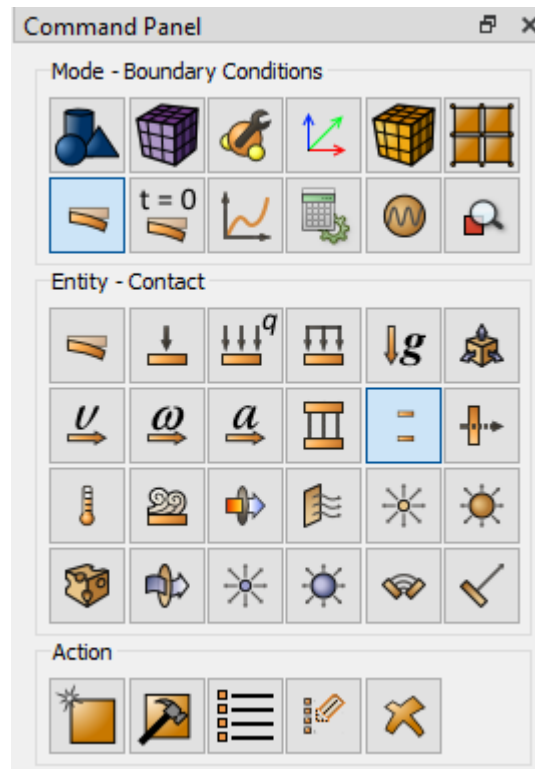 Command Panel
Mode - Boundary Conditions
t = 0
Entity - Contact
q
g
υ ω a
Action